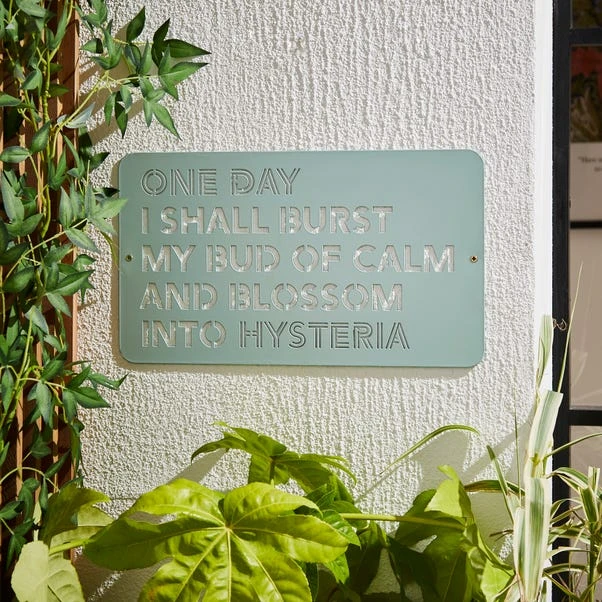 ONE DAY
I SHALL BURST
MY BUD OF CALM
AND BLOSSOM
INTO HYSTERIA